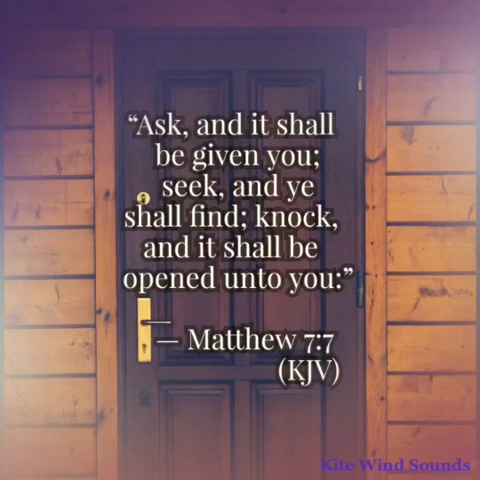 “Ask, and it shall
be given you;
seek, and ye
shall find; knock,
and it shall be
opened unto you:”
—
— Matthew 7:7
(KJV)
Kite Wind Sounds